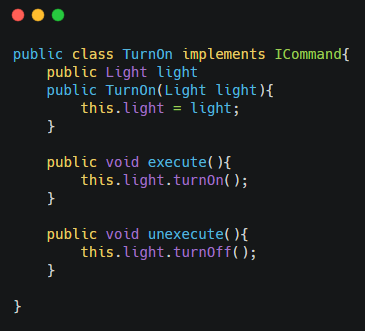 public class TurnOn implements ICommand{
    public Light light
    public TurnOn(Light light){
        this.light = light;
    }

    public void execute(){
        this.light.turnOn();
    }

    public void unexecute(){
        this.light.turnOff();
    }

}